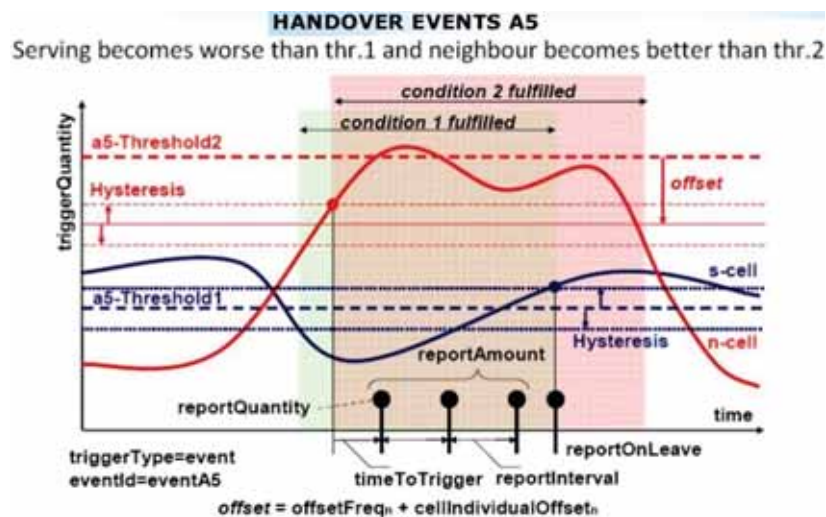 HANDOVER EVENTS A5
Serving becomes worse than thr.1 and neighbour becomes better than thr.2
condition 2 fulfilled
condition 1 fulfilled
a5-Threshold2
Hysteresis
offset
triggerQuantity
s-cell
a5-Threshold1
Hysteresis
n-cell
reportAmount
reportQuantity
time
reportOnLeave
triggerType=event
timeToTrigger
reportInterval
eventId=eventA5
offset = offsetFreqn + cellIndividualOffsetn